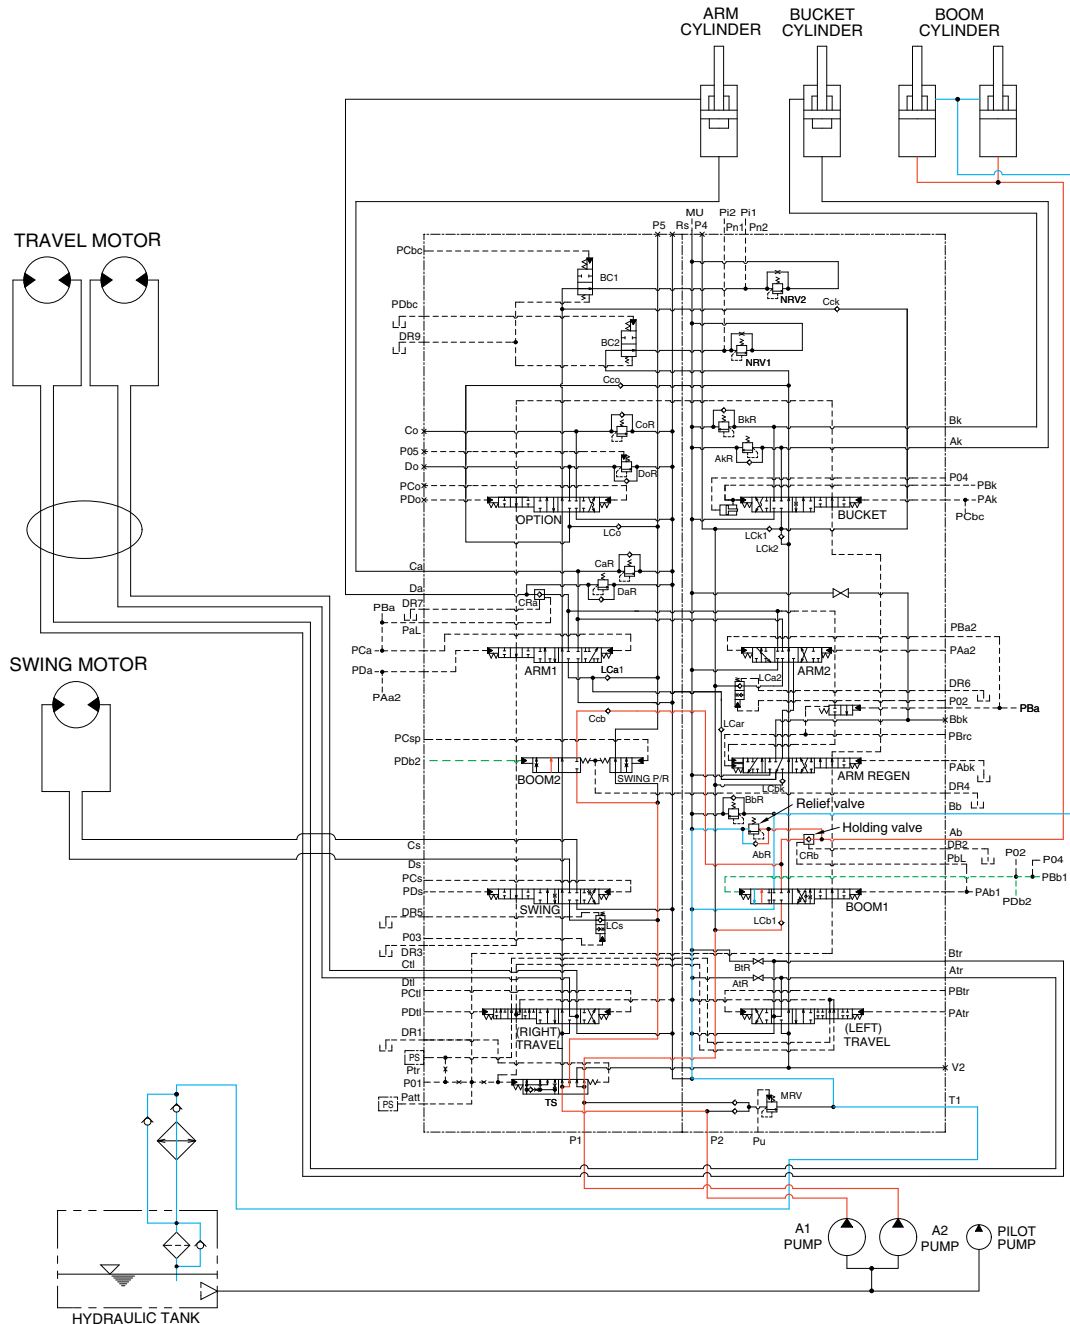 ARM CYLINDER
BUCKET CYLINDER
BOOM CYLINDER
TRAVEL MOTOR
SWING MOTOR
P5
Rs
MU
P4
Pi2
Pi1
Pn1
Pn2
PCbc
BC1
NRV2
Cck
PDbc
DR9
BC2
NRV1
Cco
Co
CoR
BkR
Bk
P05
Ak
Do
DoR
AkR
P04
PCo
PBk
PDo
PAk
OPTION
BUCKET
PCbc
LCo
LCk1
LCk2
Ca
CaR
Da
DaR
CRa
PBa
DR7
PaL
PBa2
PCa
PAa2
PDa
ARM1
LCa1
LCa2
ARM2
PAa2
DR6
P02
PBa
Ccb
LCar
Bbk
PCsp
PBrc
PDb2
PAbk
BOOM2
SWING P/R
LCbk
ARM REGEN
DR4
BbR
Relief valve
Bb
Holding valve
Ab
Cs
AbR
CRb
DR2
P02
P04
Ds
PbL
PCs
PBb1
PDs
PAb1
PDb2
SWING
BOOM1
DR5
LCs
LCb1
P03
DR3
Btr
Ctl
BtR
Atr
Dtl
AtR
PCtl
PBtr
PDtl
PAtr
DR1
(RIGHT) TRAVEL
(LEFT) TRAVEL
PS
Ptr
V2
P01
Patt
PS
TS
MRV
T1
P1
P2
Pu
A1 PUMP
A2 PUMP
PILOT PUMP
HYDRAULIC TANK